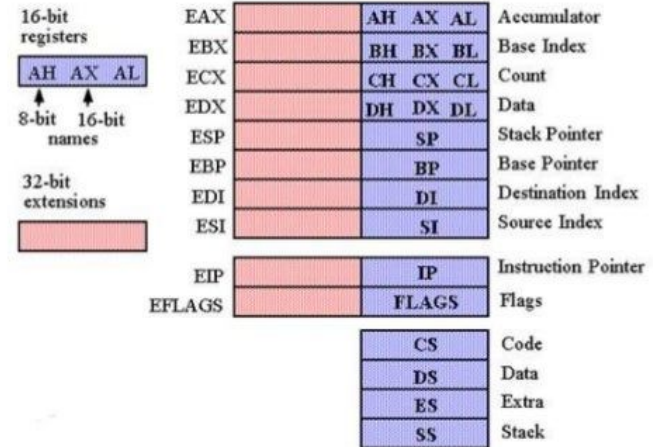 16-bit
registers
AH AX AL
8-bit 16-bit
names
32-bit
extensions
EAX AH AX AL Accumulator
EBX BH BX BL Base Index
ECX CH CX CL Count
EDX DH DX DL Data
ESP SP Stack Pointer
EBP BP Base Pointer
EDI DI Destination Index
ESI SI Source Index
EIP IP Instruction Pointer
EFLAGS FLAGS Flags
CS Code
DS Data
ES Extra
SS Stack